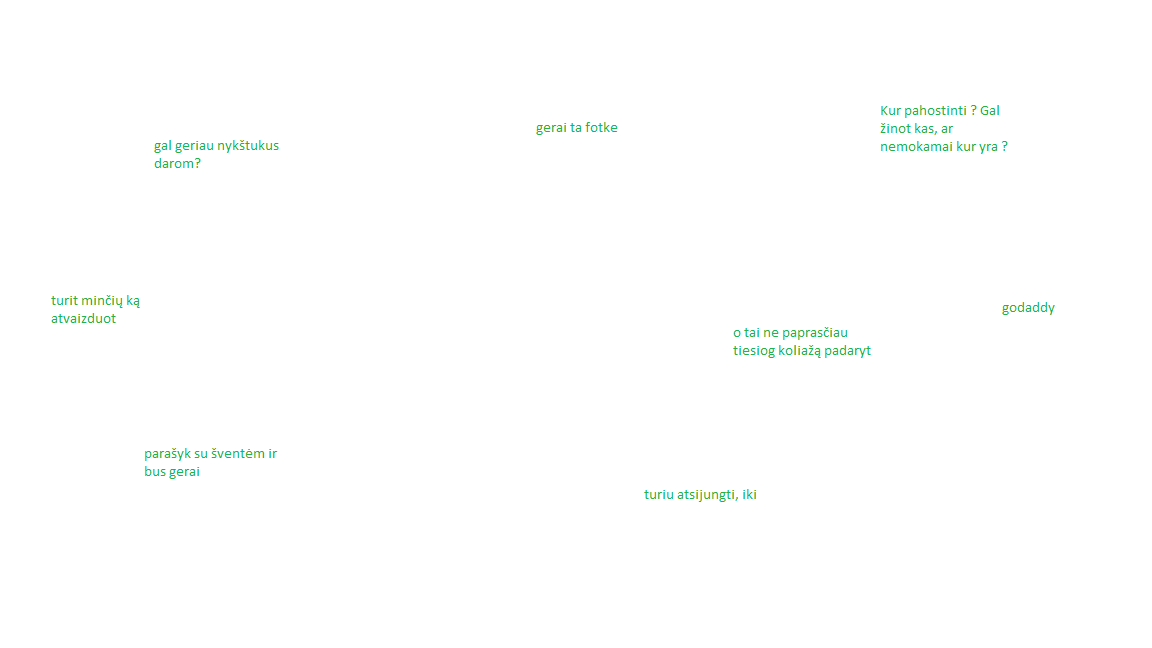 Kur pahostinti ? Gal
žinot kas, ar
nemokamai kur yra ?
gerai ta fotke
gal geriau nykštukus
darom?
turit minčių ką
atvaizduot
godaddy
o tai ne paprasčiau
tiesiog koliažą padaryt
parašyk su šventėm ir
bus gerai
turiu atsijungti, iki